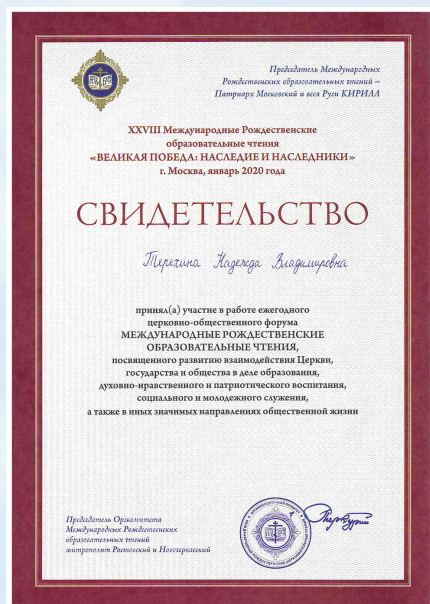 Председатель Международных
Рождественских образовательных чтений –
Патриарх Московский и всея Руси КИРИЛЛ
XXVIII Международные Рождественские
образовательные чтения
«ВЕЛИКАЯ ПОБЕДА: НАСЛЕДИЕ И НАСЛЕДНИКИ»
г. Москва, январь 2020 года
СВИДЕТЕЛЬСТВО
Терехина Надежда Владимировна
принял(а) участие в работе ежегодного
церковно-общественного форума
МЕЖДУНАРОДНЫЕ РОЖДЕСТВЕНСКИЕ
ОБРАЗОВАТЕЛЬНЫЕ ЧТЕНИЯ,
посвященного развитию взаимодействия Церкви,
государства и общества в деле образования,
духовно-нравственного и патриотического воспитания,
социального и молодежного служения,
а также в иных значимых направлениях общественной жизни
Председатель Оргкомитета
Международных Рождественских
образовательных чтений
митрополит Ростовский и Новочеркасский